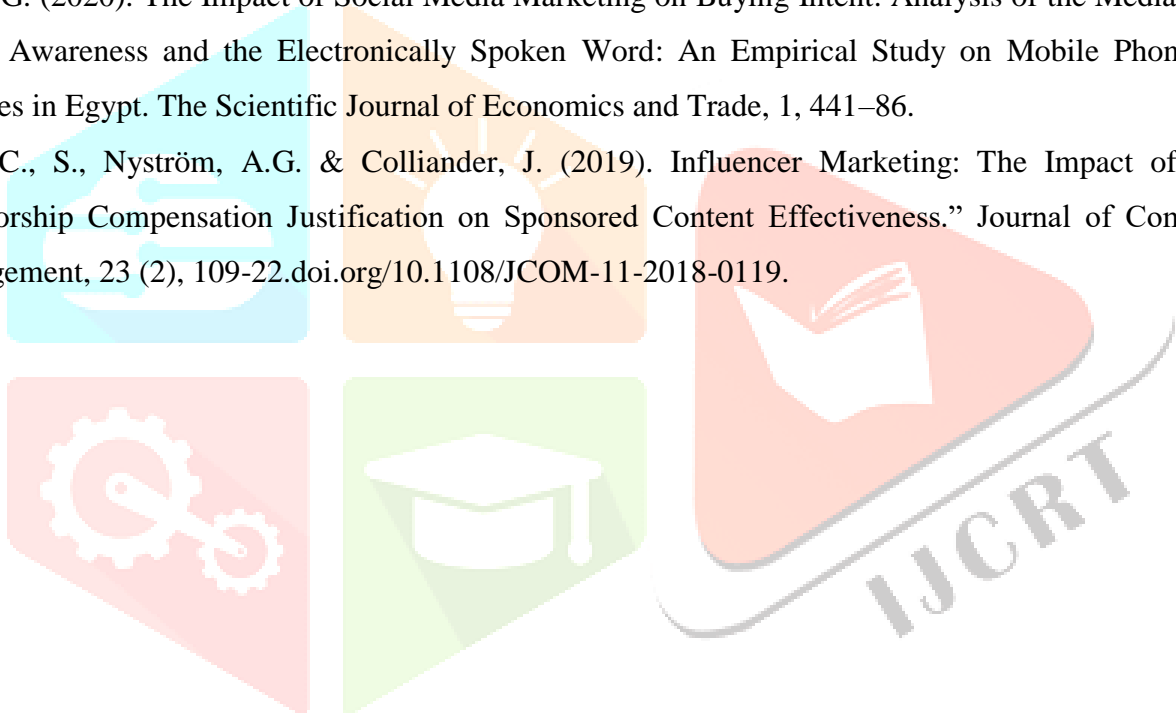 G. (2020). The Impact of Social Media Marketing on Buying Intent: Analysis of the Media
Awareness and the Electronically Spoken Word: An Empirical Study on Mobile Phon
es in Egypt. The Scientific Journal of Economics and Trade, 1, 441–86.
C., S., Nyström, A.G. & Colliander, J. (2019). Influencer Marketing: The Impact of
orship Compensation Justification on Sponsored Content Effectiveness.” Journal of Con
gement, 23 (2), 109-22.doi.org/10.1108/JCOM-11-2018-0119.
IJCRT